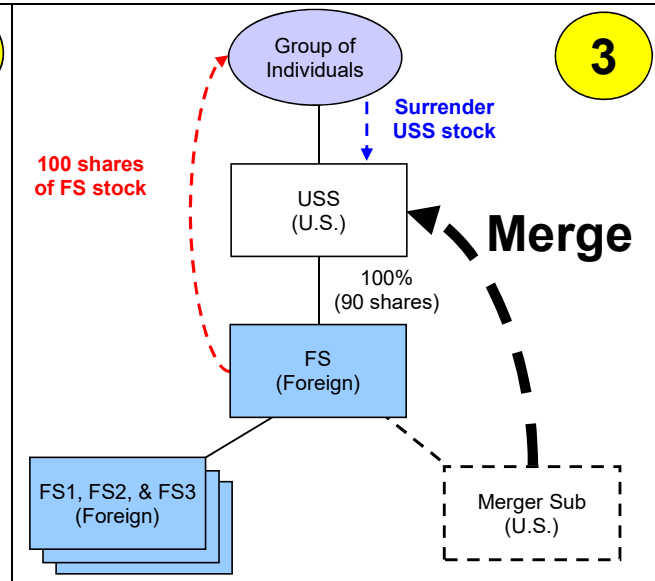 Group of
Individuals
3
Surrender
USS stock
100 shares
of FS stock
USS
(U.S.)
Merge
100%
(90 shares)
FS
(Foreign)
FS1, FS2, & FS3
(Foreign)
Merger Sub
(U.S.)